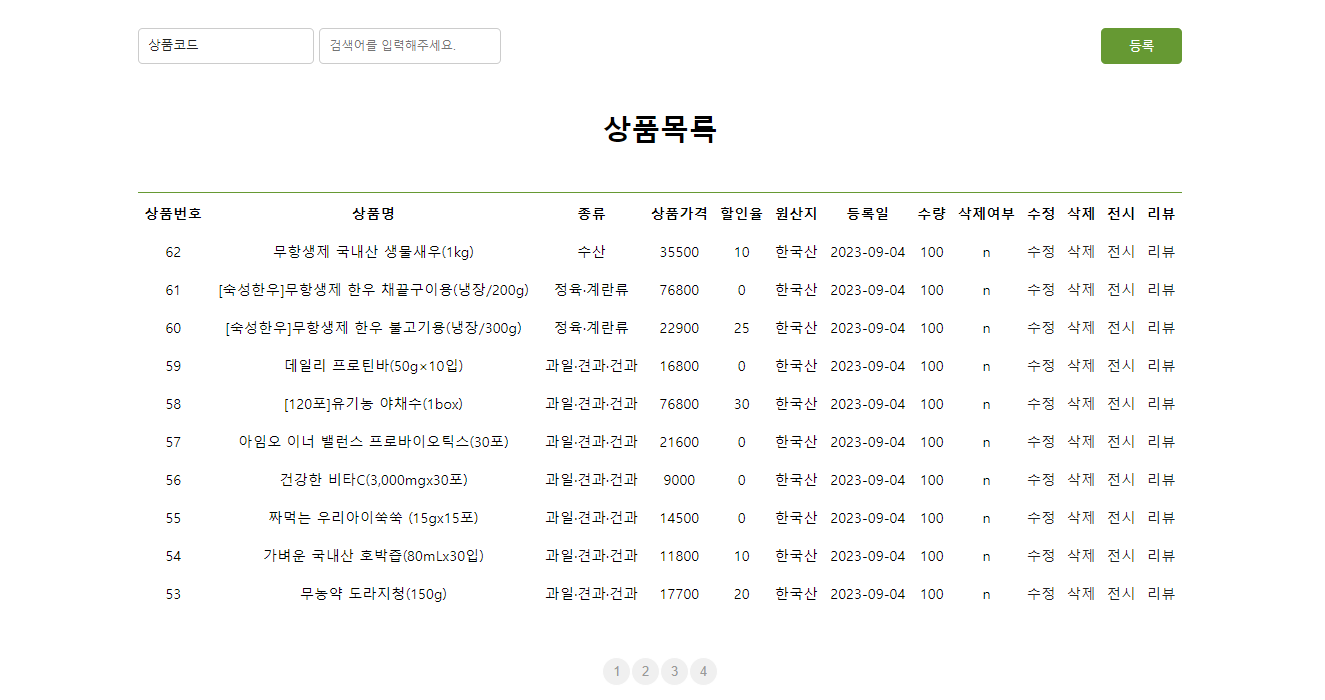 상품코드 검색어를 입력해주세요. 등록
상품목록
상품번호 상품명 종류 상품가격 할인율 원산지 등록일 수량 삭제여부 수정 삭제 전시 리뷰
62 무항생제 국내산 생물새우(1kg) 수산 35500 10 한국산 2023-09-04 100 n 수정 삭제 전시 리뷰
61 [숙성한우]무항생제 한우 채끝구이용(냉장/200g) 정육·계란류 76800 0 한국산 2023-09-04 100 n 수정 삭제 전시 리뷰
60 [숙성한우]무항생제 한우 불고기용(냉장/300g) 정육·계란류 22900 25 한국산 2023-09-04 100 n 수정 삭제 전시 리뷰
59 데일리 프로틴바(50g×10입) 과일·견과·건과 16800 0 한국산 2023-09-04 100 n 수정 삭제 전시 리뷰
58 [120포]유기농 야채수(1box) 과일·견과·건과 76800 30 한국산 2023-09-04 100 n 수정 삭제 전시 리뷰
57 아임오 이너 밸런스 프로바이오틱스(30포) 과일·견과·건과 21600 0 한국산 2023-09-04 100 n 수정 삭제 전시 리뷰
56 건강한 비타C(3,000mgx30포) 과일·견과·건과 9000 0 한국산 2023-09-04 100 n 수정 삭제 전시 리뷰
55 짜먹는 우리아이쑥쑥 (15gx15포) 과일·견과·건과 14500 0 한국산 2023-09-04 100 n 수정 삭제 전시 리뷰
54 가벼운 국내산 호박즙(80mLx30입) 과일·견과·건과 11800 10 한국산 2023-09-04 100 n 수정 삭제 전시 리뷰
53 무농약 도라지청(150g) 과일·견과·건과 17700 20 한국산 2023-09-04 100 n 수정 삭제 전시 리뷰
1 2 3 4